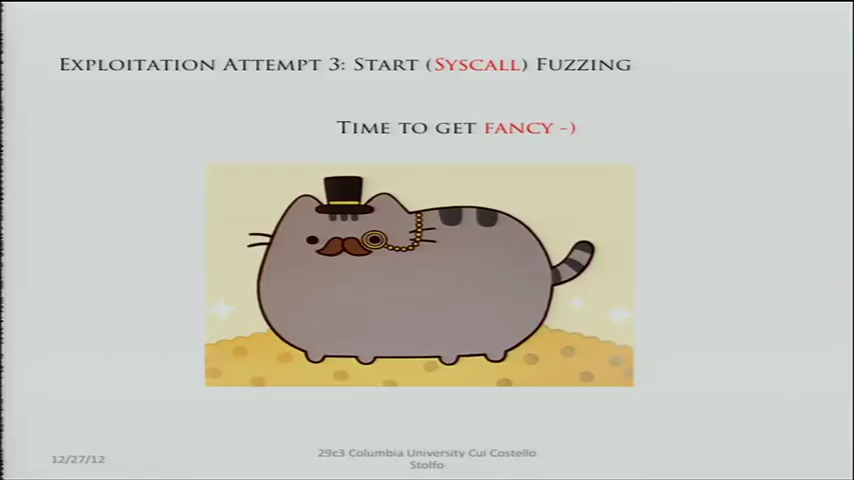 Exploitation Attempt 3: Start (Syscall) Fuzzing
Time to get fancy -)
12/27/12
29c3 Columbia University Cui Costello
Stolfo